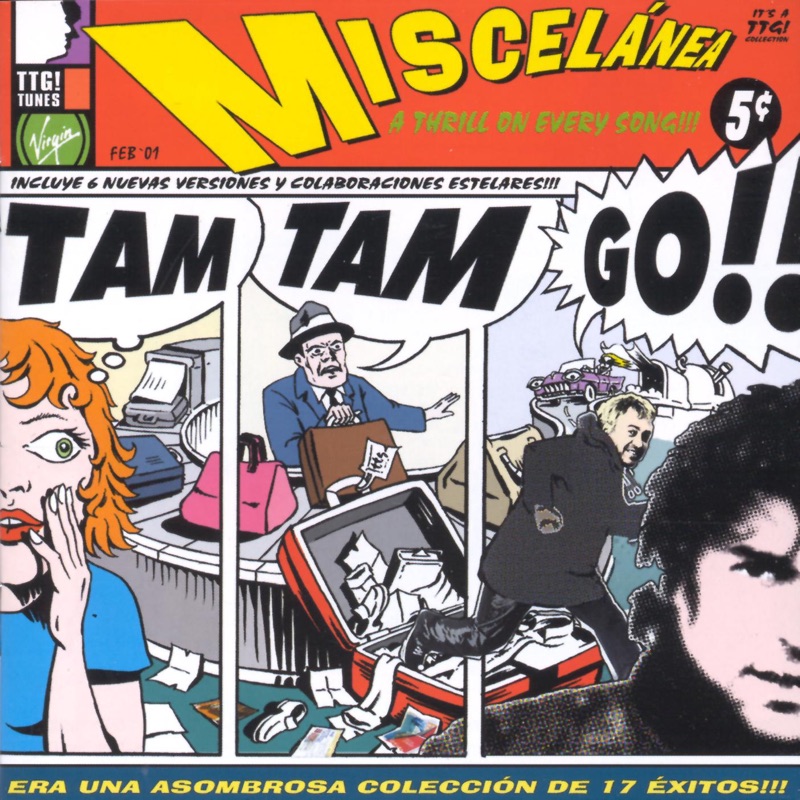 TTG!
TUNES
Virgin
FEB'01
MISCELÁNEA
A THRILL ON EVERY SONG!!!
IT'S A
TTG!
COLLECTION
5¢
INCLUYE 6 NUEVAS VERSIONES Y COLABORACIONES ESTELARES!!!
TAM TAM GO!!
ttg!
ERA UNA ASOMBROSA COLECCIÓN DE 17 ÉXITOS!!!